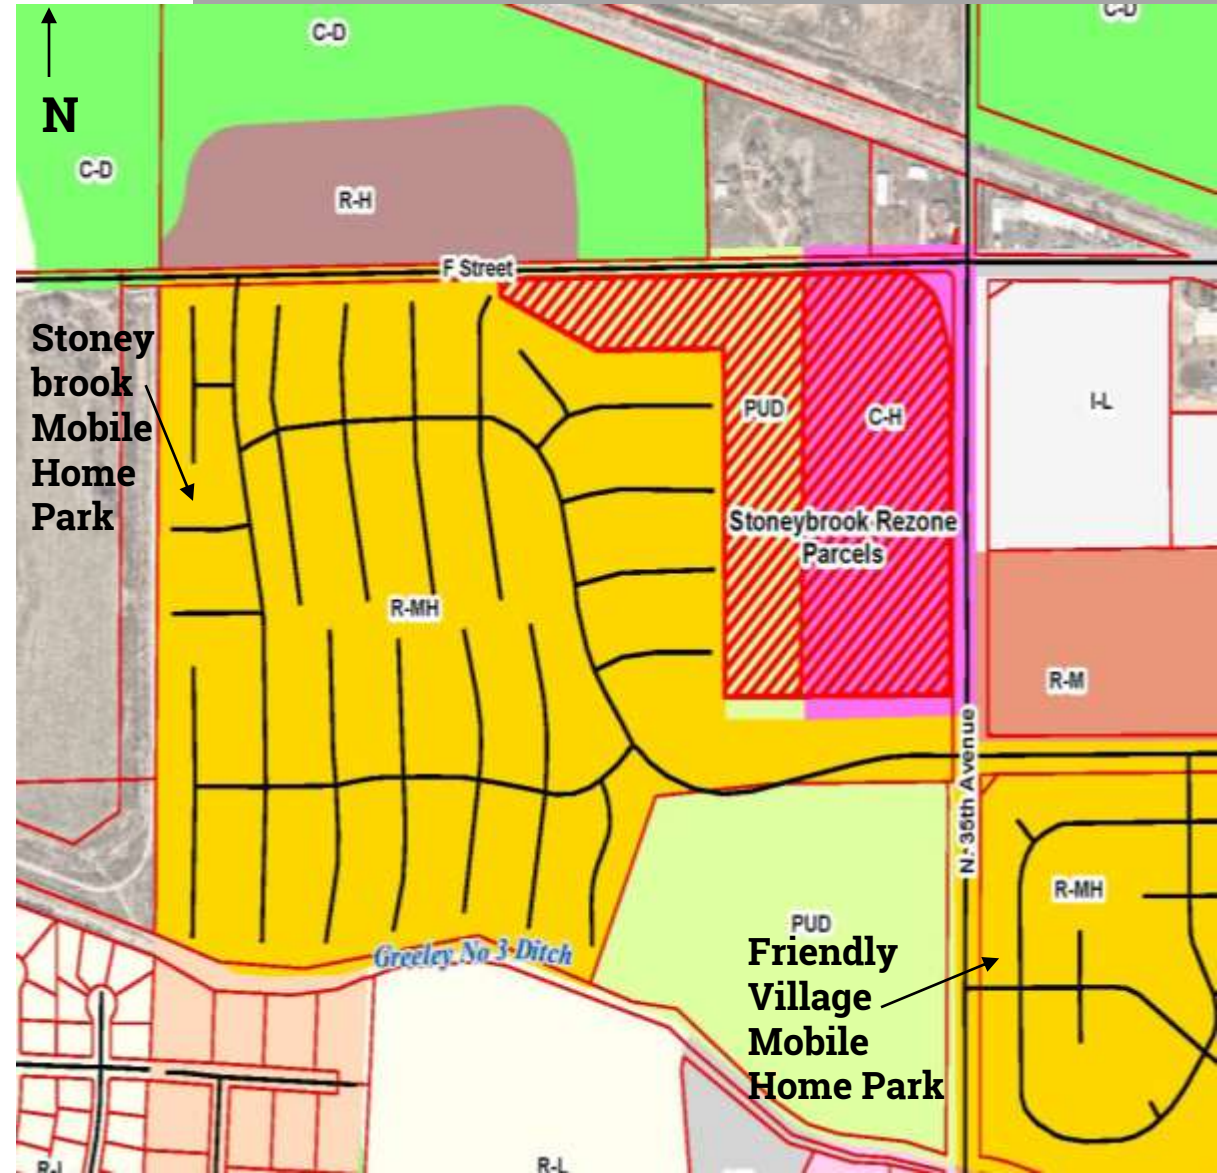 C-D
C-D
N
C-D
R-H
F Street
Stoney
brook
Mobile
Home
Park
PUD
C-H
I-L
Stoneybrook Rezone
Parcels
R-MH
R-M
N. 35th Avenue
R-MH
PUD
Greeley No 3 Ditch
Friendly
Village
Mobile
Home Park
R-L
R-L